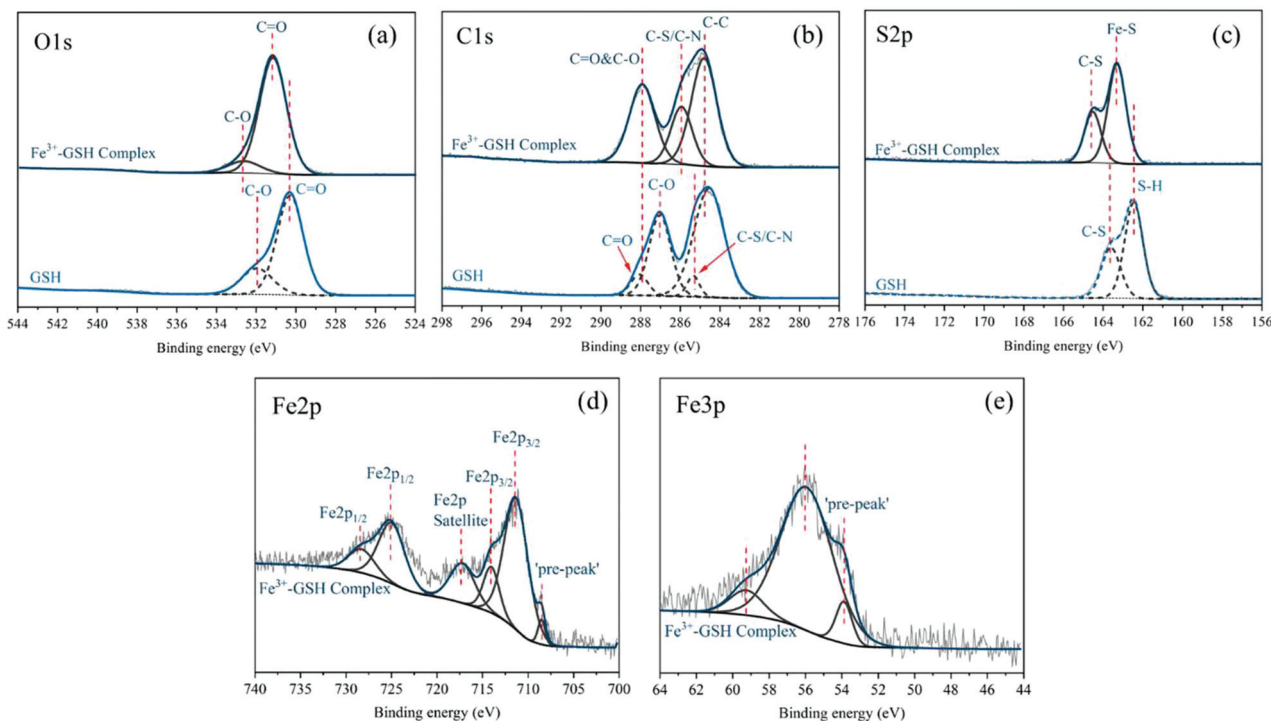 O1s
(a)
C=O
C-O
Fe³⁺-GSH Complex
C-O
C=O
GSH
544 542 540 538 536 534 532 530 528 526 524
Binding energy (eV)
C1s
(b)
C-C
C-S/C-N
C=O&C-O
Fe³⁺-GSH Complex
C-O
C=O
C-S/C-N
GSH
298 296 294 292 290 288 286 284 282 280 278
Binding energy (eV)
S2p
(c)
Fe-S
C-S
Fe³⁺-GSH Complex
S-H
C-S
GSH
176 174 172 170 168 166 164 162 160 158 156
Binding energy (eV)
Fe2p
(d)
Fe2p₃/₂
Fe2p₁/₂
Fe2p₃/₂
Fe2p₁/₂
Fe2p
Satellite
'pre-peak'
Fe³⁺-GSH Complex
740 730 725 720 715 710 705 700
Binding energy (eV)
Fe3p
(e)
'pre-peak'
Fe³⁺-GSH Complex
64 60 58 56 54 52 50 48 46 44
Binding energy (eV)